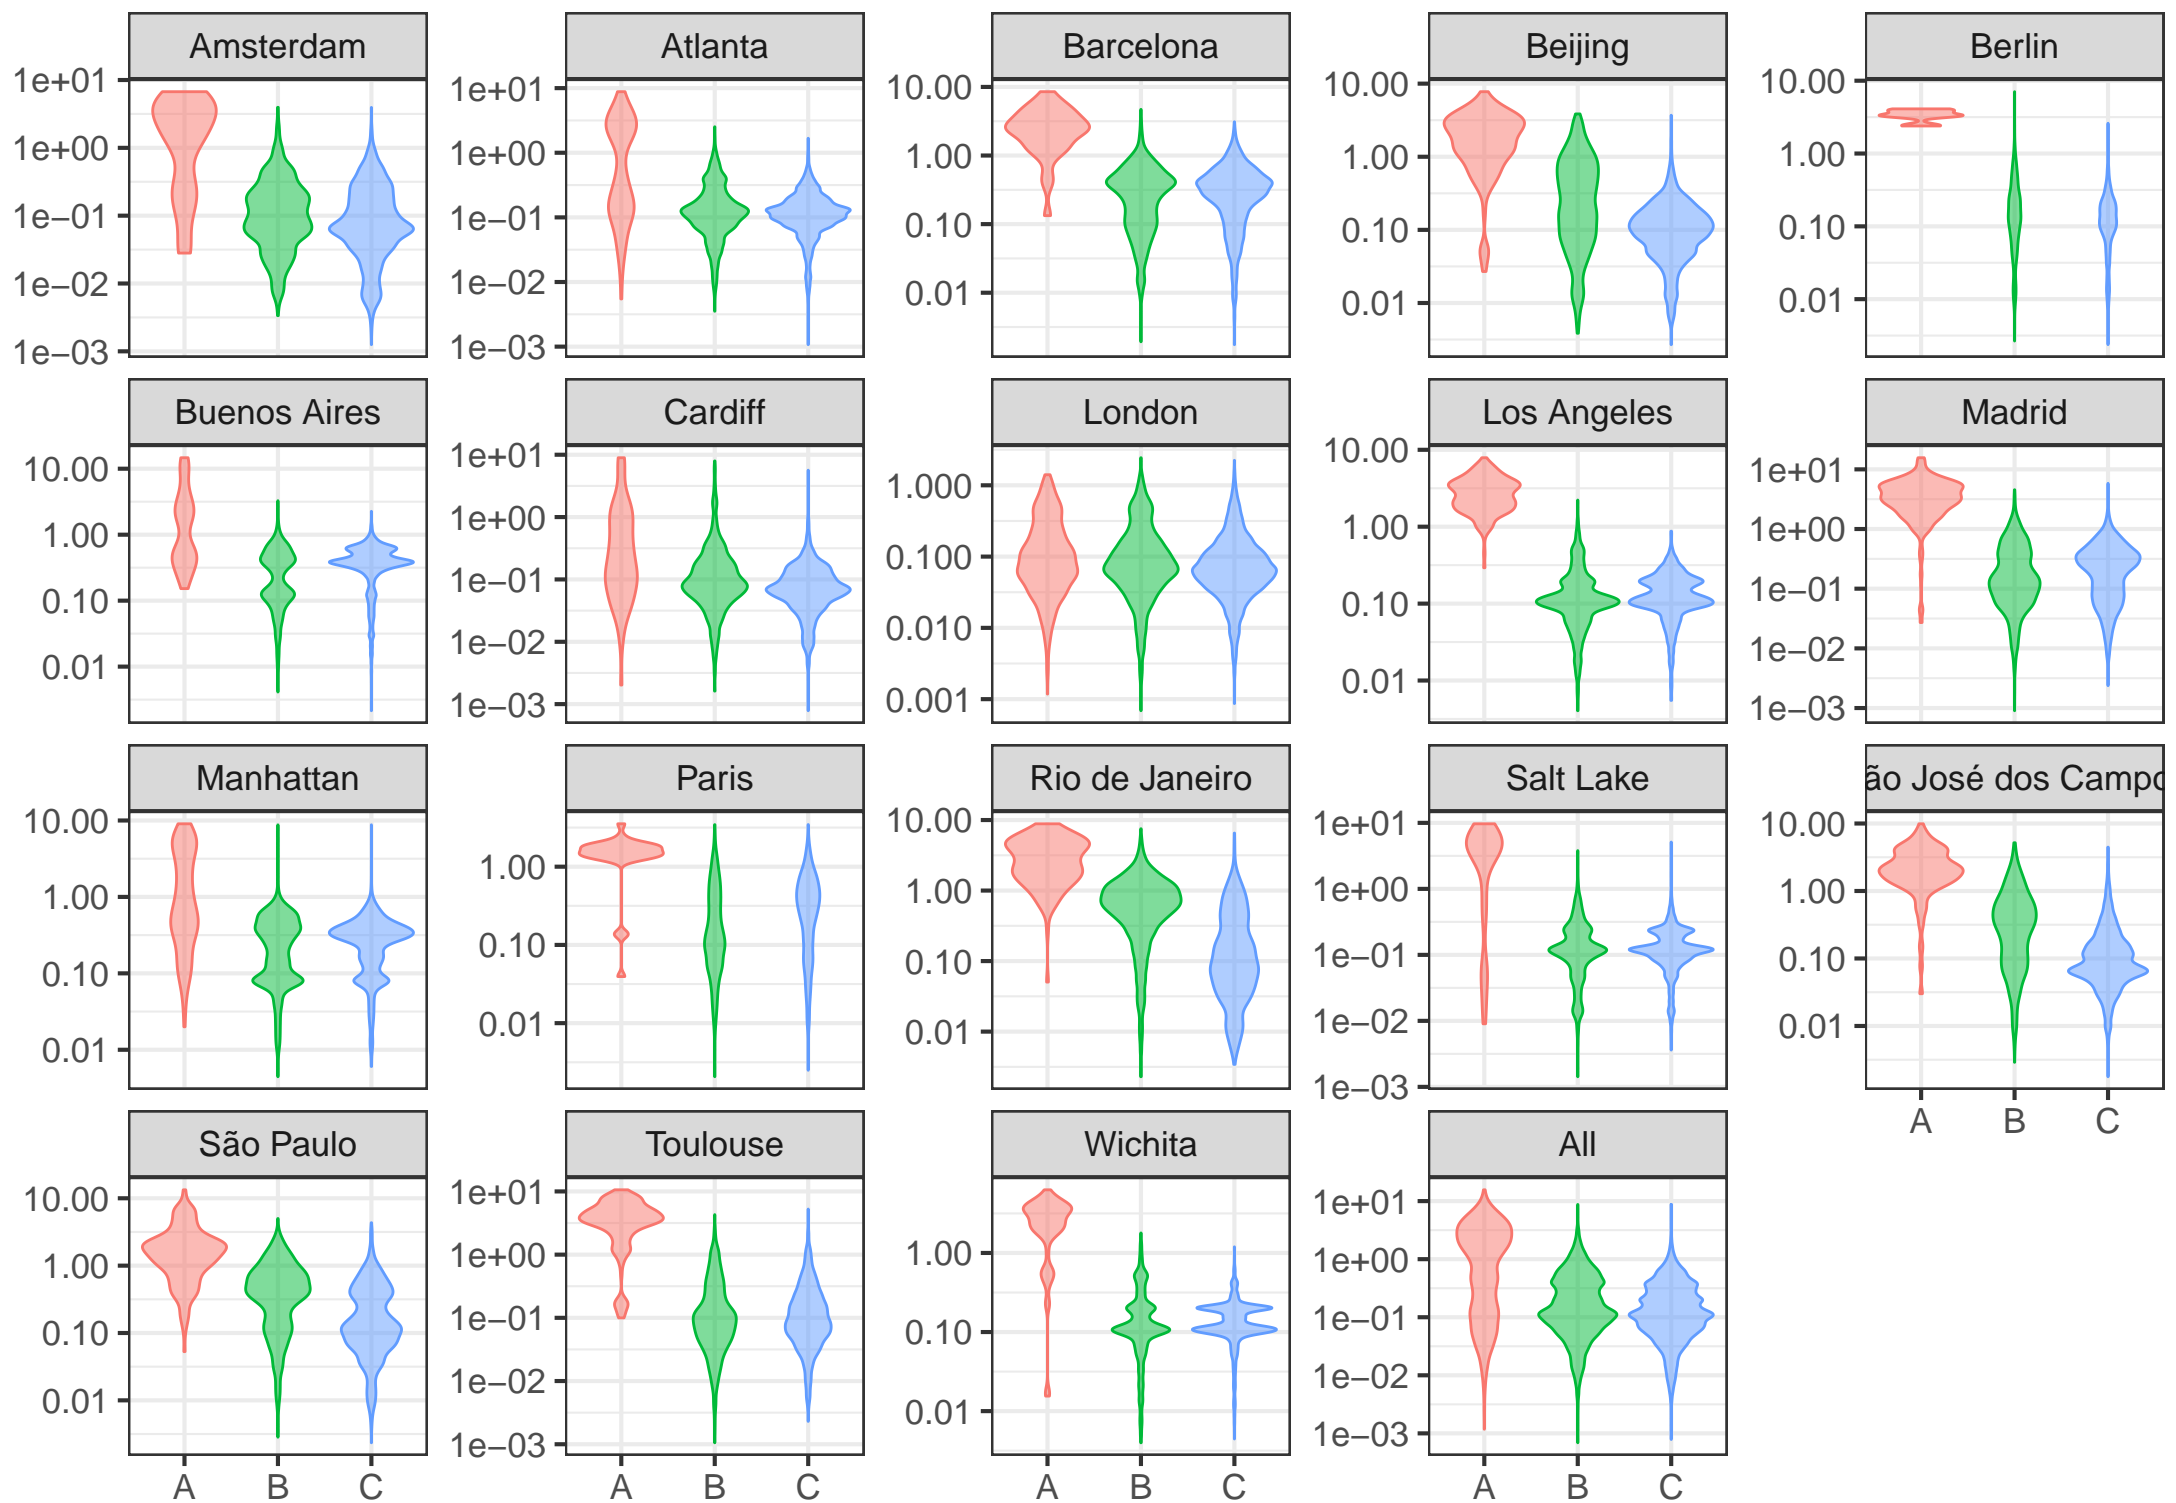 Amsterdam
Atlanta
Barcelona
Beijing
Berlin
1e+01
1e+00
1e−01
1e−02
1e−03
1e+01
1e+00
1e−01
1e−02
1e−03
10.00
1.00
0.10
0.01
10.00
1.00
0.10
0.01
10.00
1.00
0.10
0.01
Buenos Aires
Cardiff
London
Los Angeles
Madrid
10.00
1.00
0.10
0.01
1e+01
1e+00
1e−01
1e−02
1e−03
1.000
0.100
0.010
0.001
10.00
1.00
0.10
0.01
1e+01
1e+00
1e−01
1e−02
1e−03
Manhattan
Paris
Rio de Janeiro
Salt Lake
ão José dos Campo
10.00
1.00
0.10
0.01
1.00
0.10
0.01
10.00
1.00
0.10
0.01
1e+01
1e+00
1e−01
1e−02
1e−03
10.00
1.00
0.10
0.01
A B C
São Paulo
Toulouse
Wichita
All
10.00
1.00
0.10
0.01
1e+01
1e+00
1e−01
1e−02
1e−03
1.00
0.10
0.01
1e+01
1e+00
1e−01
1e−02
1e−03
A B C
A B C
A B C
A B C